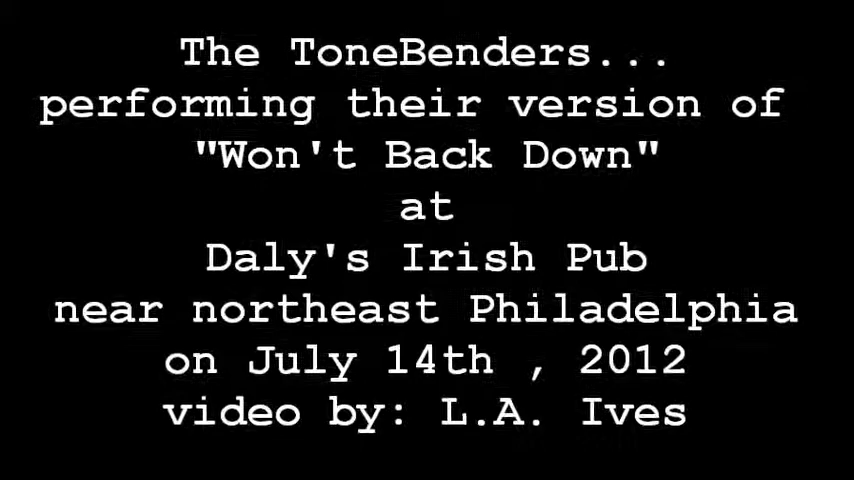 The ToneBenders...
performing their version of
"Won't Back Down"
at
Daly's Irish Pub
near northeast Philadelphia
on July 14th , 2012
video by: L.A. Ives